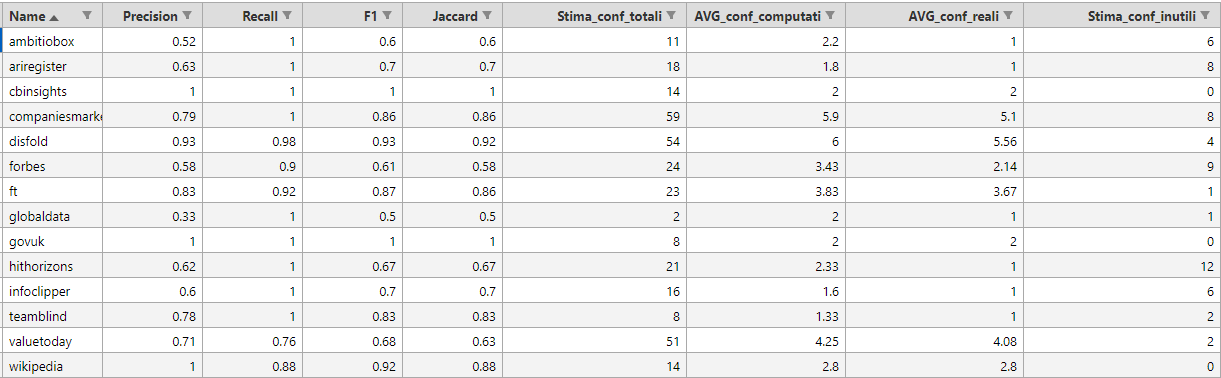 Name Precision Recall F1 Jaccard Stima_conf_totali AVG_conf_computati AVG_conf_reali Stima_conf_inutili
ambitiobox 0.52 1 0.6 0.6 11 2.2 1 6
ariregister 0.63 1 0.7 0.7 18 1.8 1 8
cbinsights 1 1 1 1 14 2 2 0
companiesmarke 0.79 1 0.86 0.86 59 5.9 5.1 8
disfold 0.93 0.98 0.93 0.92 54 6 5.56 4
forbes 0.58 0.9 0.61 0.58 24 3.43 2.14 9
ft 0.83 0.92 0.87 0.86 23 3.83 3.67 1
globaldata 0.33 1 0.5 0.5 2 2 1 1
govuk 1 1 1 1 8 2 2 0
hithorizons 0.62 1 0.67 0.67 21 2.33 1 12
infoclipper 0.6 1 0.7 0.7 16 1.6 1 6
teamblind 0.78 1 0.83 0.83 8 1.33 1 2
valuetoday 0.71 0.76 0.68 0.63 51 4.25 4.08 2
wikipedia 1 0.88 0.92 0.88 14 2.8 2.8 0